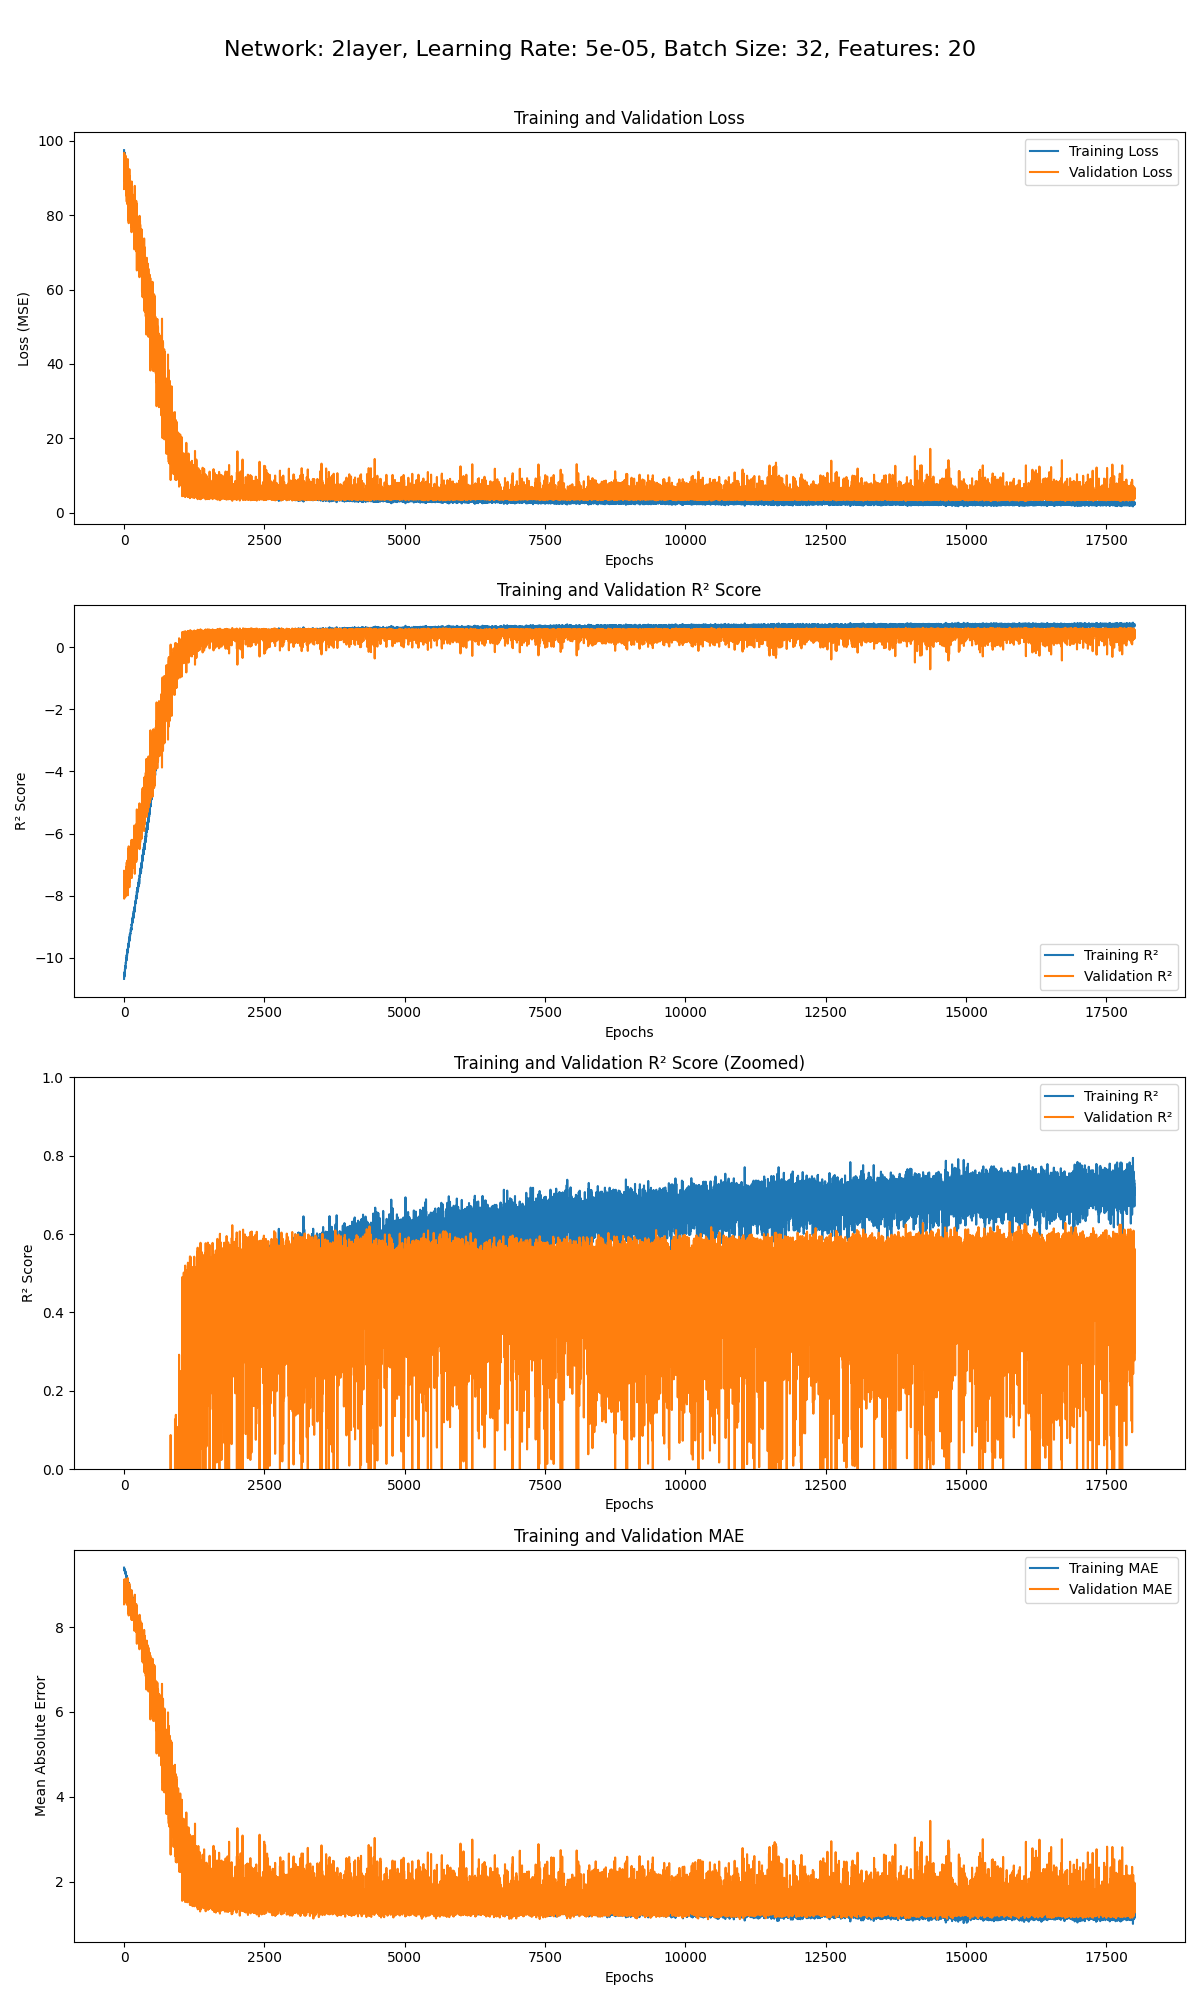 Network: 2layer, Learning Rate: 5e-05, Batch Size: 32, Features: 20
Training and Validation Loss
100
80
60
40
20
0
Loss (MSE)
Training Loss
Validation Loss
0 2500 5000 7500 10000 12500 15000 17500
Epochs
Training and Validation R² Score
0
−2
−4
−6
−8
−10
R² Score
Training R²
Validation R²
0 2500 5000 7500 10000 12500 15000 17500
Epochs
Training and Validation R² Score (Zoomed)
1.0
0.8
0.6
0.4
0.2
0.0
R² Score
Training R²
Validation R²
0 2500 5000 7500 10000 12500 15000 17500
Epochs
Training and Validation MAE
8
6
4
2
Mean Absolute Error
Training MAE
Validation MAE
0 2500 5000 7500 10000 12500 15000 17500
Epochs